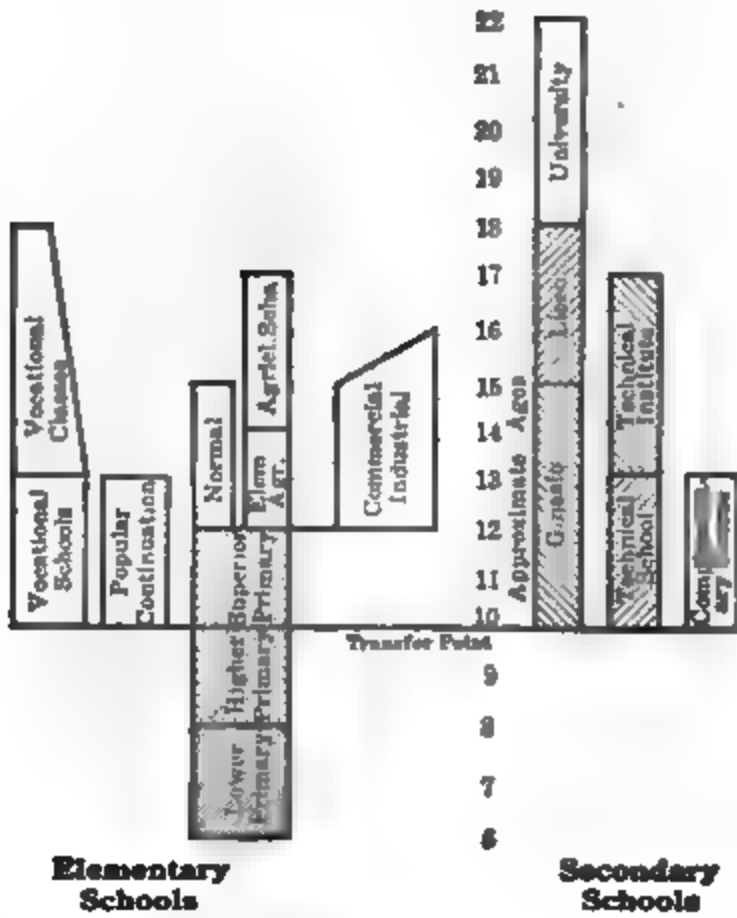 22
21
20
19
18
17
16
15
14
13
12
11
10
9
8
7
6
Approximate Ages
Vocational
Classes
Vocational
Schools
Popular
Continuation
Normal
Agricl. Schs.
Elem
Agr.
Commercial
Industrial
Superior
Primary
Higher
Primary
Lower
Primary
Transfer Point
University
Liceo
Ginasio
Technical
Institute
Technical
School
Elementary
Schools
Secondary
Schools